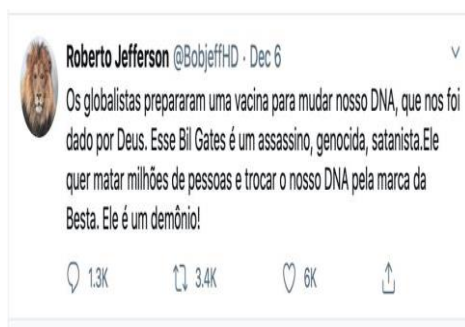 Roberto Jefferson @BobjeffHD · Dec 6
Os globalistas prepararam uma vacina para mudar nosso DNA, que nos foi
dado por Deus. Esse Bil Gates é um assassino, genocida, satanista.Ele
quer matar milhões de pessoas e trocar o nosso DNA pela marca da
Besta. Ele é um demônio!
1.3K 3.4K 6K